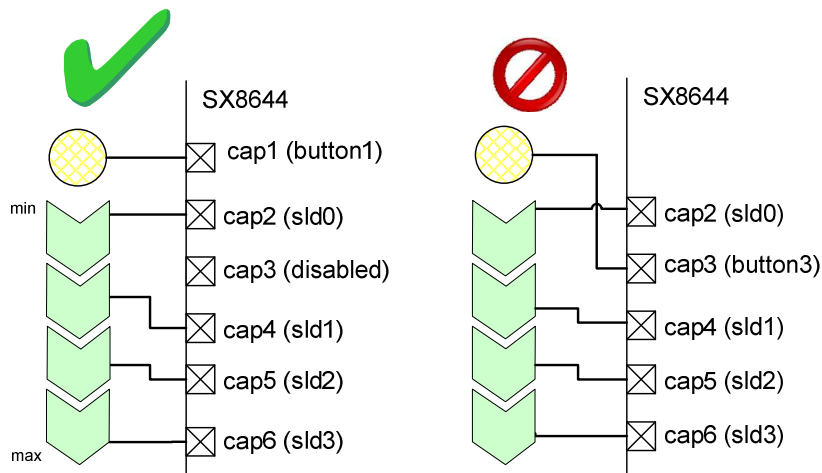 SX8644
cap1 (button1)
min
cap2 (sld0)
cap3 (disabled)
cap4 (sld1)
cap5 (sld2)
max
cap6 (sld3)
SX8644
cap2 (sld0)
cap3 (button3)
cap4 (sld1)
cap5 (sld2)
cap6 (sld3)